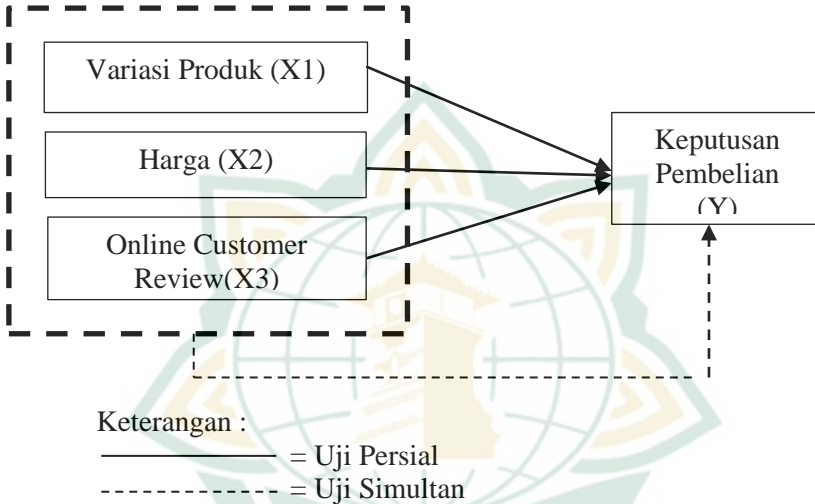 Variasi Produk (X1)
Harga (X2)
Online Customer
Review(X3)
Keputusan
Pembelian
(Y)
Keterangan :
= Uji Persial
= Uji Simultan